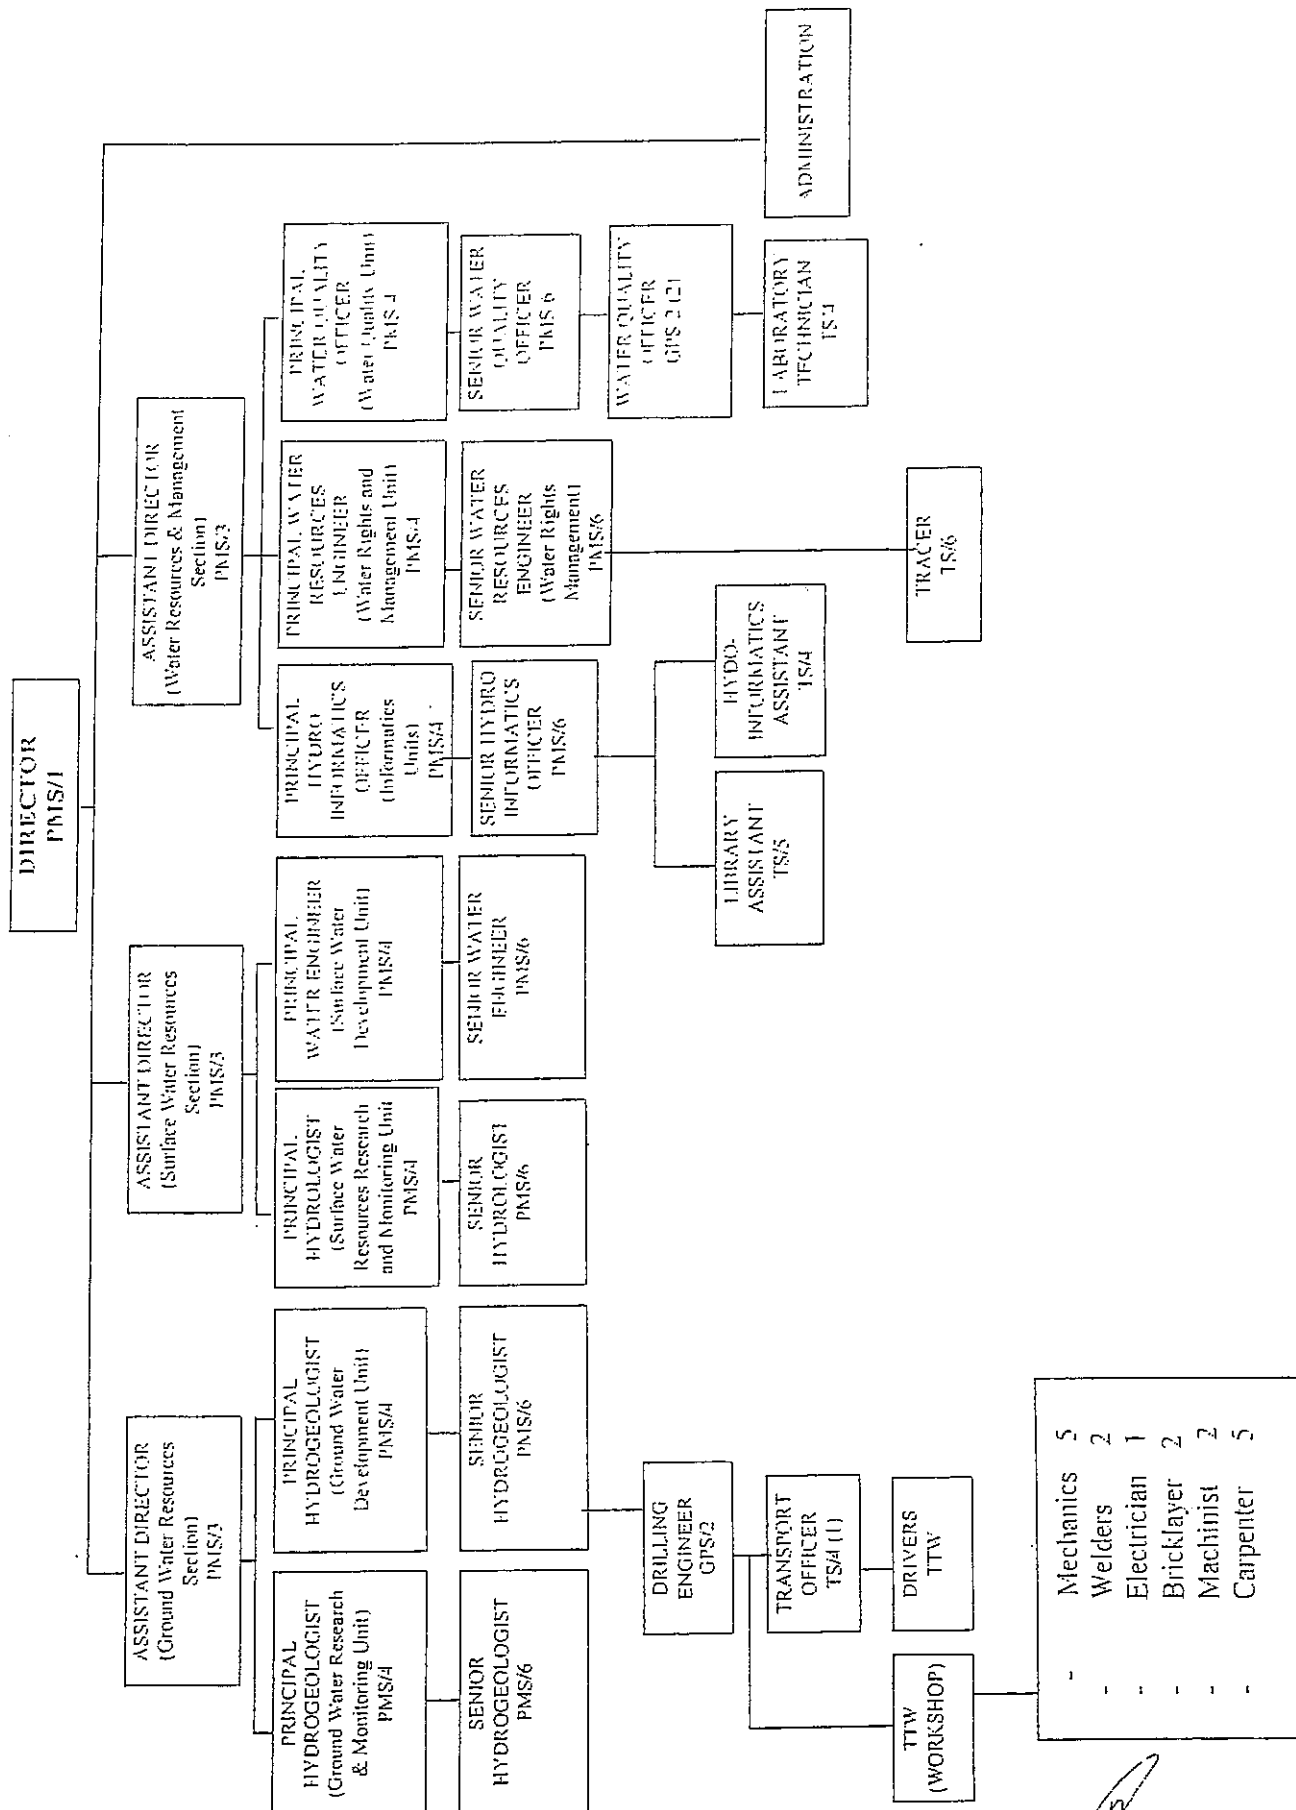 DIRECTOR
PMS/1
ASSISTANT DIRECTOR
(Ground Water Resources
Section)
PMS/3
ASSISTANT DIRECTOR
(Surface Water Resources
Section)
PMS/3
ASSISTANT DIRECTOR
(Water Resources & Management
Section)
PMS/3
PRINCIPAL
HYDROGEOLOGIST
(Ground Water Research
& Monitoring Unit)
PMS/4
PRINCIPAL
HYDROGEOLOGIST
(Ground Water
Development Unit)
PMS/4
PRINCIPAL
HYDROLOGIST
(Surface Water
Resources Research
and Monitoring Unit
PMS/4
PRINCIPAL
WATER ENGINEER
(Surface Water
Development Unit)
PMS/4
PRINCIPAL
HYDRO
INFORMATICS
OFFICER
(Informatics
Units)
PMS/4
PRINCIPAL WATER
RESOURCES
ENGINEER
(Water Rights and
Management Unit)
PMS/4
PRINCIPAL
WATER QUALITY
OFFICER
(Water Quality Unit)
PMS 4
SENIOR
HYDROGEOLOGIST
PMS/6
SENIOR
HYDROGEOLOGIST
PMS/6
SENIOR
HYDROLOGIST
PMS/6
SENIOR WATER
ENGINEER
PMS/6
SENIOR HYDRO
INFORMATICS
OFFICER
PMS/6
SENIOR WATER
RESOURCES
ENGINEER
(Water Rights
Management)
PMS/6
SENIOR WATER
QUALITY
OFFICER
PMS 6
WATER QUALITY
OFFICER
GPS 2 (2)
DRILLING
ENGINEER
GPS/2
LIBRARY
ASSISTANT
TS/5
HYDO-
INFORMATICS
ASSISTANT
TS/4
LABORATORY
TECHNICIAN
TS/4
ADMINISTRATION
TRANSPORT
OFFICER
TS/4 (1)
TTW
(WORKSHOP)
DRIVERS
TTW
TRACER
TS/6
- Mechanics 5
- Welders 2
- Electrician 1
- Bricklayer 2
- Machinist 2
- Carpenter 5